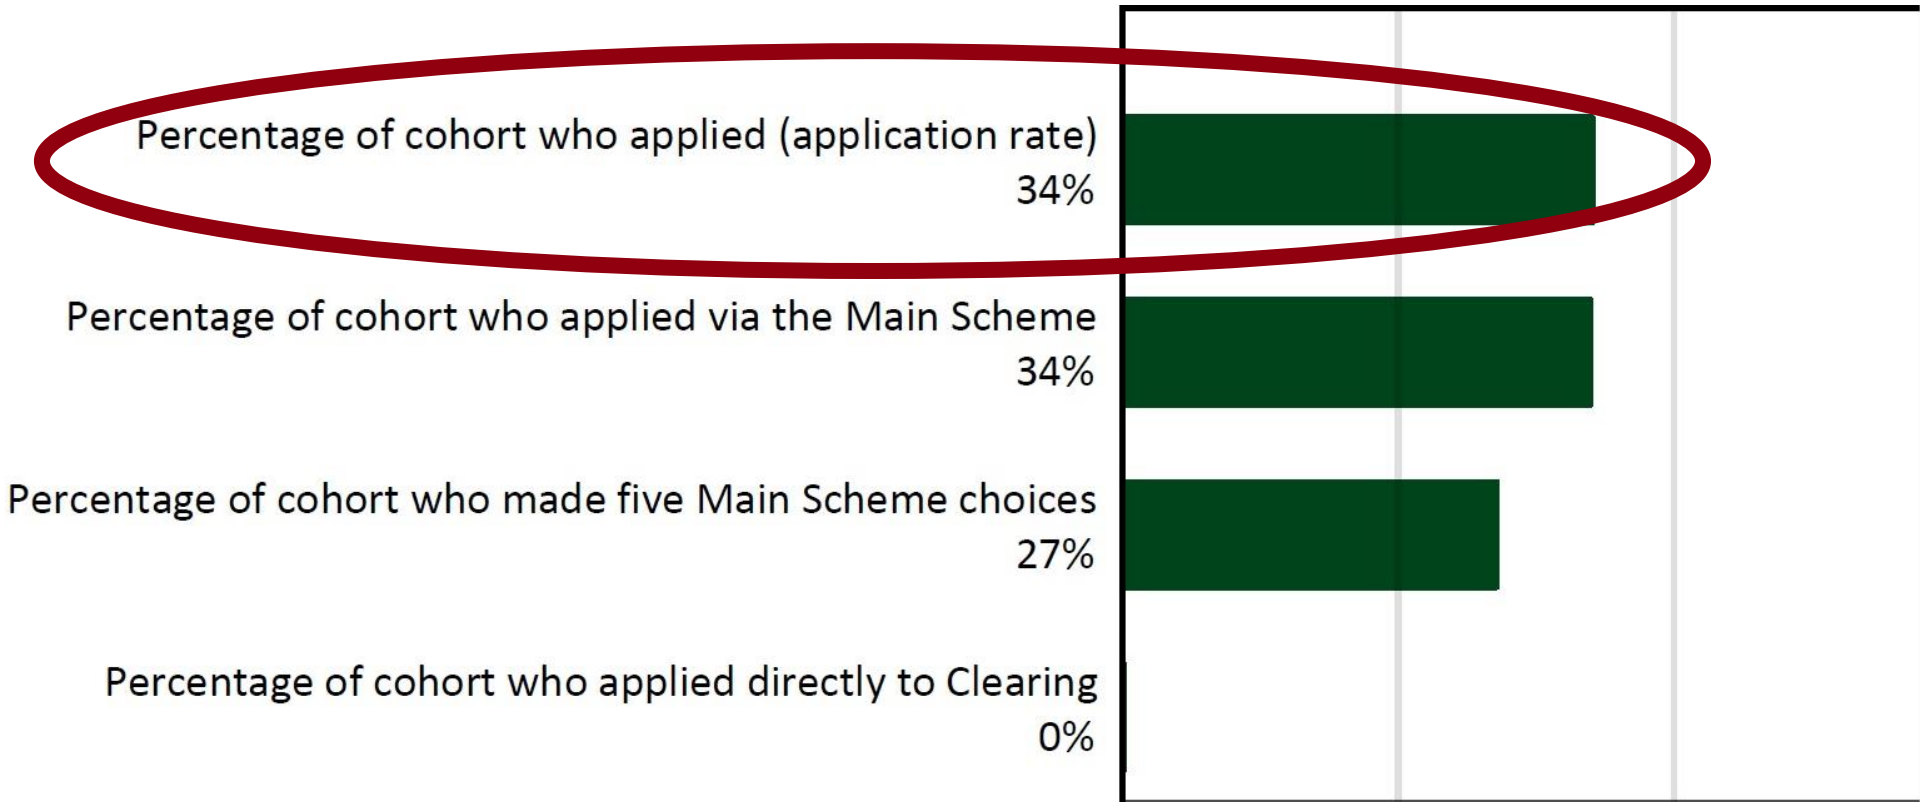 Percentage of cohort who applied (application rate)
34%
Percentage of cohort who applied via the Main Scheme
34%
Percentage of cohort who made five Main Scheme choices
27%
Percentage of cohort who applied directly to Clearing
0%